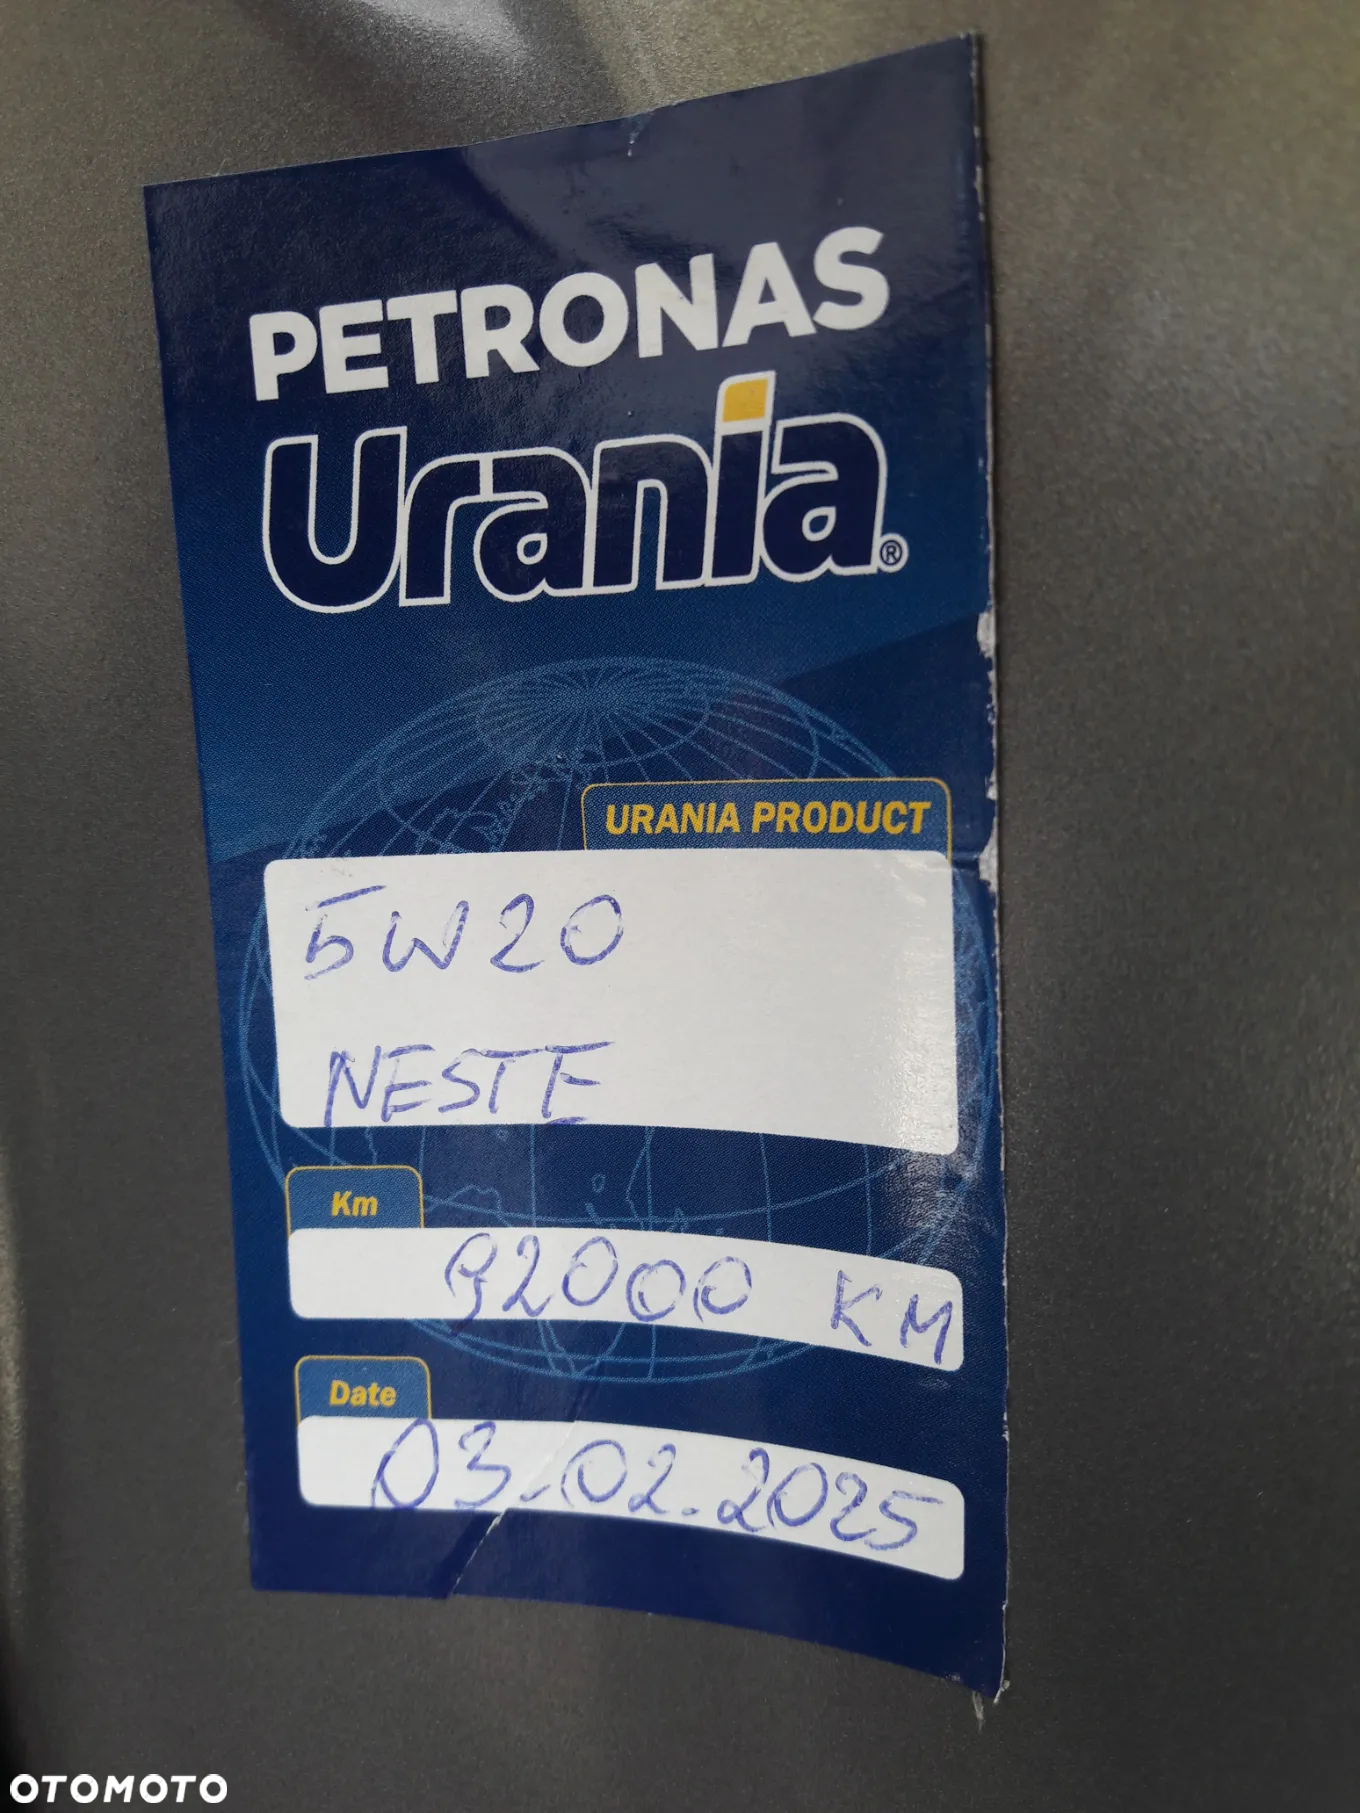 PETRONAS
Urania®
URANIA PRODUCT
5W20
NESTE
Km
92000 KM
Date
03.02.2025
OTOMOTO